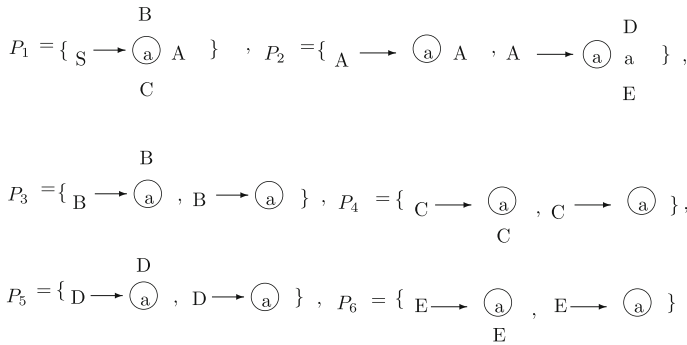 B
P₁ = { S → a A } , P₂ = { A → a A , A → a a } ,
D
C
E
B
P₃ = { B → a , B → a } , P₄ = { C → a , C → a } ,
C
D
P₅ = { D → a , D → a } , P₆ = { E → a , E → a }
E